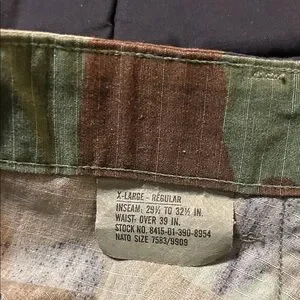 X-LARGE - REGULAR
INSEAM, 29½ TO 32½ IN.
WAIST, OVER 39 IN.
STOCK NO. 8415-01-390-8954
NATO SIZE 7583/9909